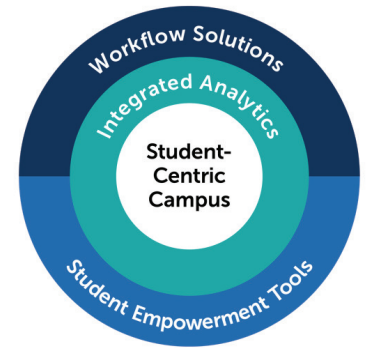 Workflow Solutions
Integrated Analytics
Student-
Centric
Campus
Student Empowerment Tools